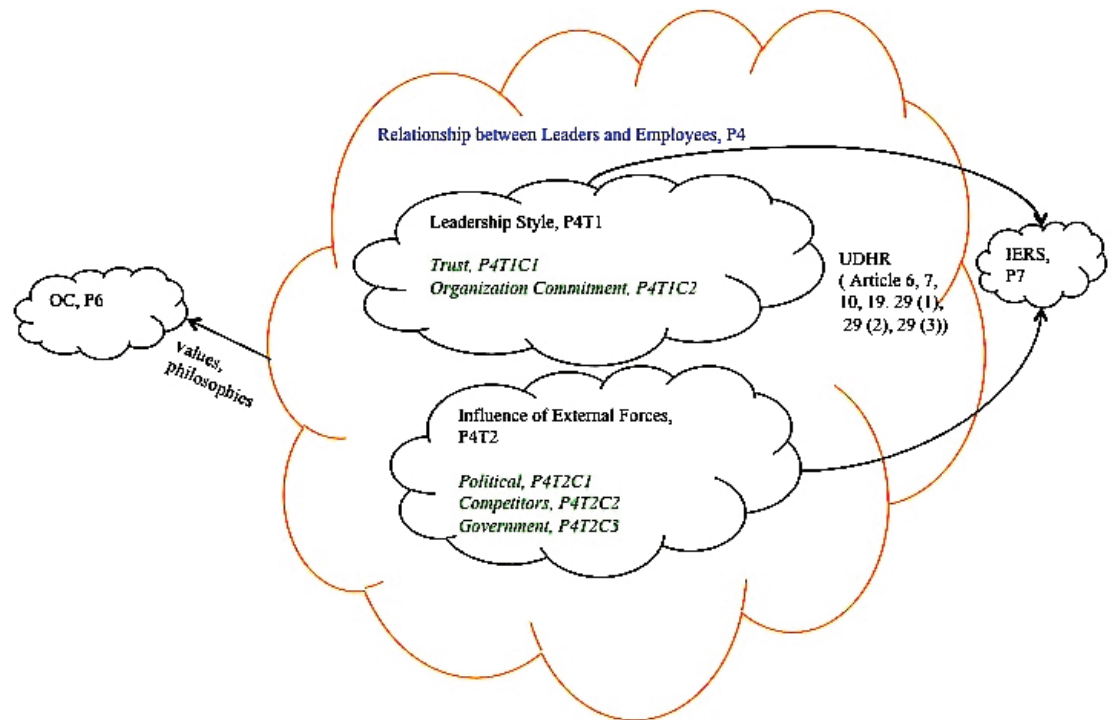 Relationship between Leaders and Employees, P4
Leadership Style, P4T1
Trust, P4T1C1
Organization Commitment, P4T1C2
UDHR
( Article 6, 7,
10, 19. 29 (1),
29 (2), 29 (3))
IERS,
P7
OC, P6
values,
philosophies
Influence of External Forces,
P4T2
Political, P4T2C1
Competitors, P4T2C2
Government, P4T2C3